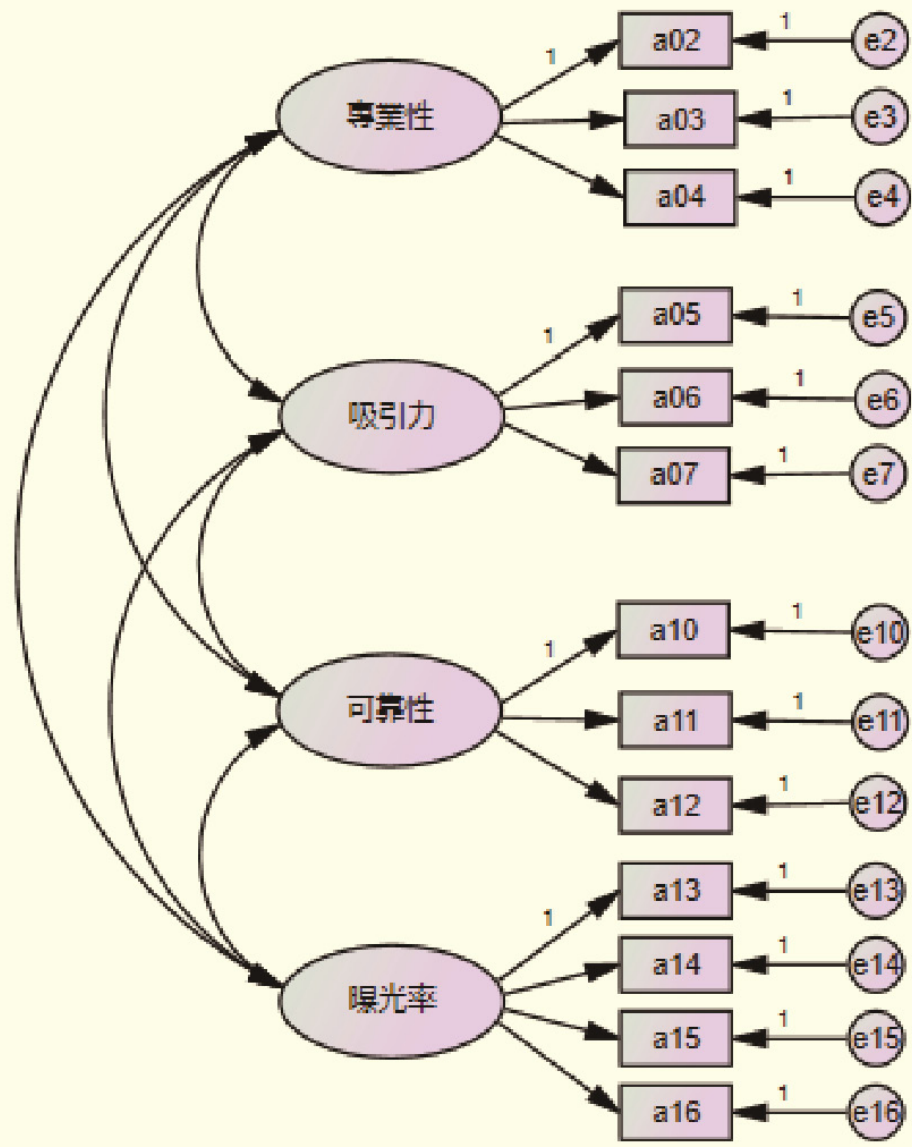 a02 1 e2
1
專業性 a03 1 e3
a04 1 e4
a05 1 e5
1
吸引力 a06 1 e6
a07 1 e7
a10 1 e10
1
可靠性 a11 1 e11
a12 1 e12
a13 1 e13
1
曝光率 a14 1 e14
a15 1 e15
a16 1 e16